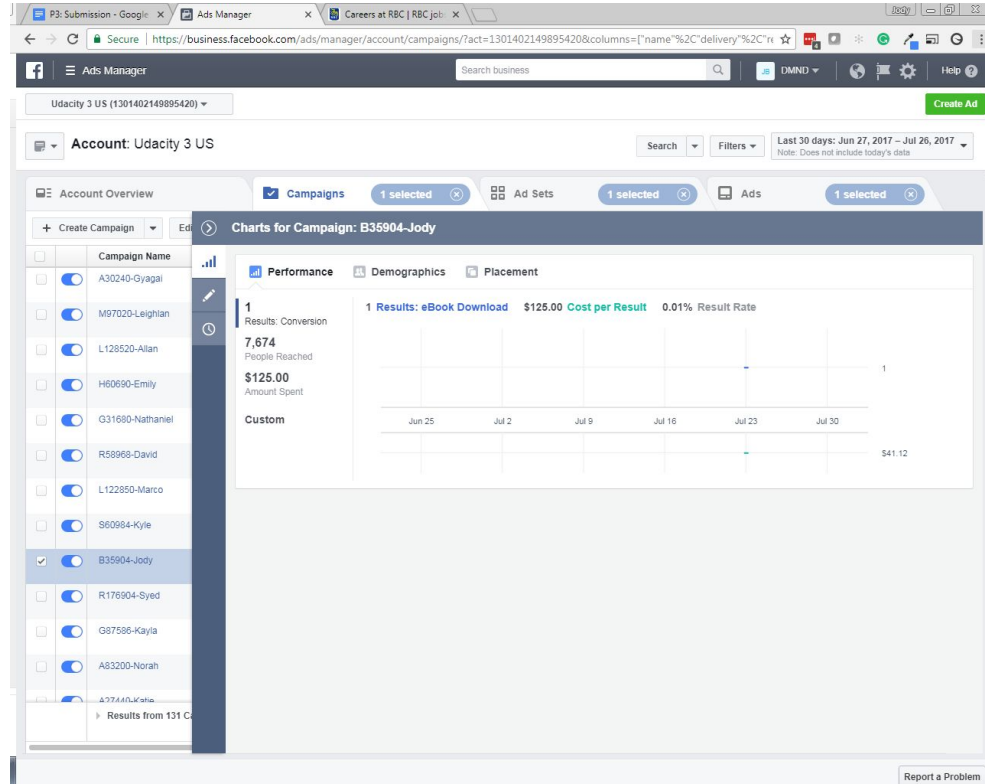 P3: Submission - Google
Ads Manager
Careers at RBC | RBC job
Jody
Secure | https://business.facebook.com/ads/manager/account/campaigns/?act=1301402149895420&columns=["name"%2C"delivery"%2C"re
Ads Manager
Search business
JB DMND
Help
Udacity 3 US (1301402149895420)
Create Ad
Account: Udacity 3 US
Search
Filters
Last 30 days: Jun 27, 2017 – Jul 26, 2017
Note: Does not include today's data
Account Overview
Campaigns
1 selected
Ad Sets
1 selected
Ads
1 selected
+ Create Campaign
Edi
Charts for Campaign: B35904-Jody
Campaign Name
A30240-Gyagai
M97020-Leighlan
L128520-Allan
H60690-Emily
G31680-Nathaniel
R58968-David
L122850-Marco
S60984-Kyle
B35904-Jody
R176904-Syed
G87586-Kayla
A83200-Norah
A27440-Katie
Results from 131 Ca
Performance
Demographics
Placement
1
Results: Conversion
7,674
People Reached
$125.00
Amount Spent
Custom
1 Results: eBook Download $125.00 Cost per Result 0.01% Result Rate
1
Jun 25 Jul 2 Jul 9 Jul 16 Jul 23 Jul 30
$41.12
Report a Problem